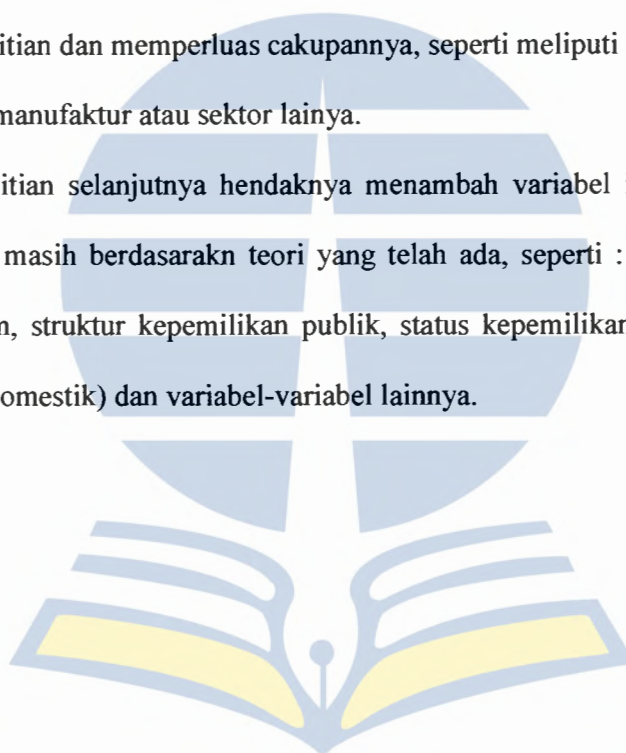 itian dan memperluas cakupannya, seperti meliputi
manufaktur atau sektor lainya.
itian selanjutnya hendaknya menambah variabel
masih berdasarakn teori yang telah ada, seperti :
struktur kepemilikan publik, status kepemilikan
omestik) dan variabel-variabel lainnya.